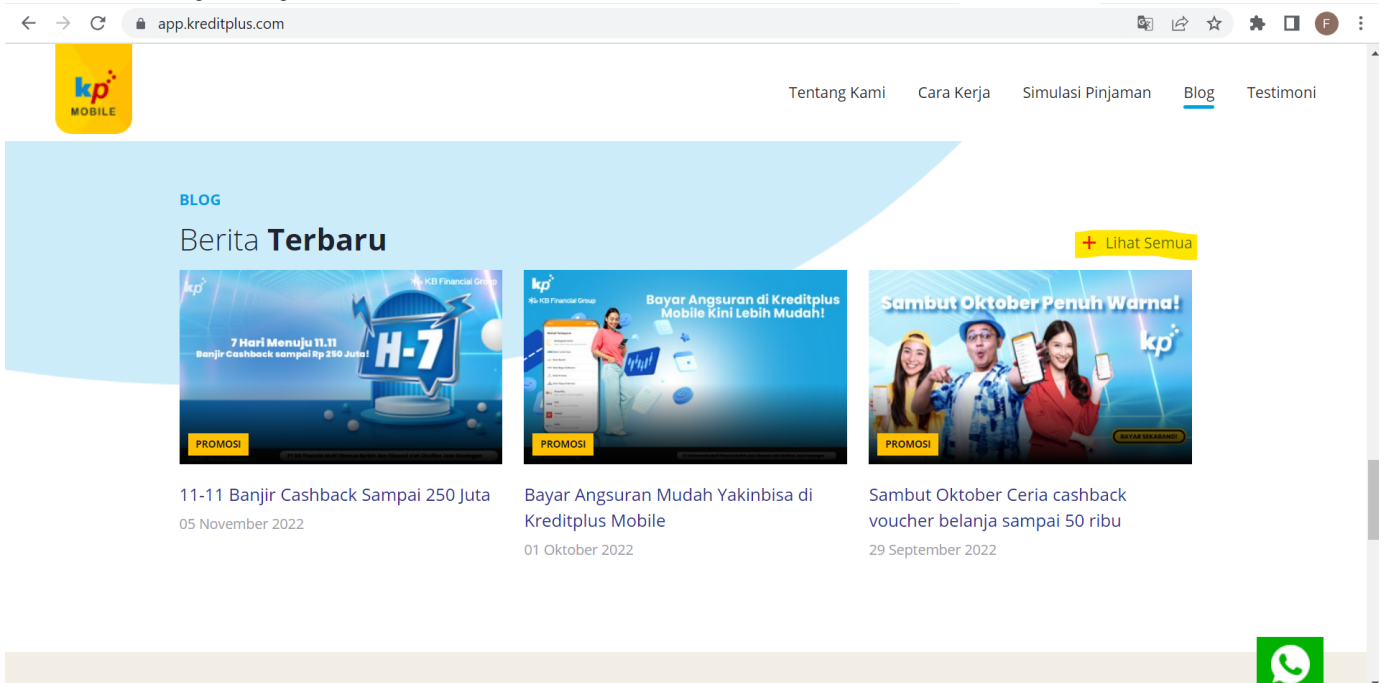 app.kreditplus.com
F
kp
MOBILE
Tentang Kami
Cara Kerja
Simulasi Pinjaman
Blog
Testimoni
BLOG
Berita Terbaru
+ Lihat Semua
kp
KB Financial Group
7 Hari Menuju 11.11
Banjir Cashback sampai Rp 250 Juta!
H-7
PROMOSI
11-11 Banjir Cashback Sampai 250 Juta
05 November 2022
kp
KB Financial Group
Bayar Angsuran di Kreditplus
Mobile Kini Lebih Mudah!
PROMOSI
Bayar Angsuran Mudah Yakinbisa di
Kreditplus Mobile
01 Oktober 2022
Sambut Oktober Penuh Warna!
kp
BAYAR SEKARANG!
PROMOSI
Sambut Oktober Ceria cashback
voucher belanja sampai 50 ribu
29 September 2022